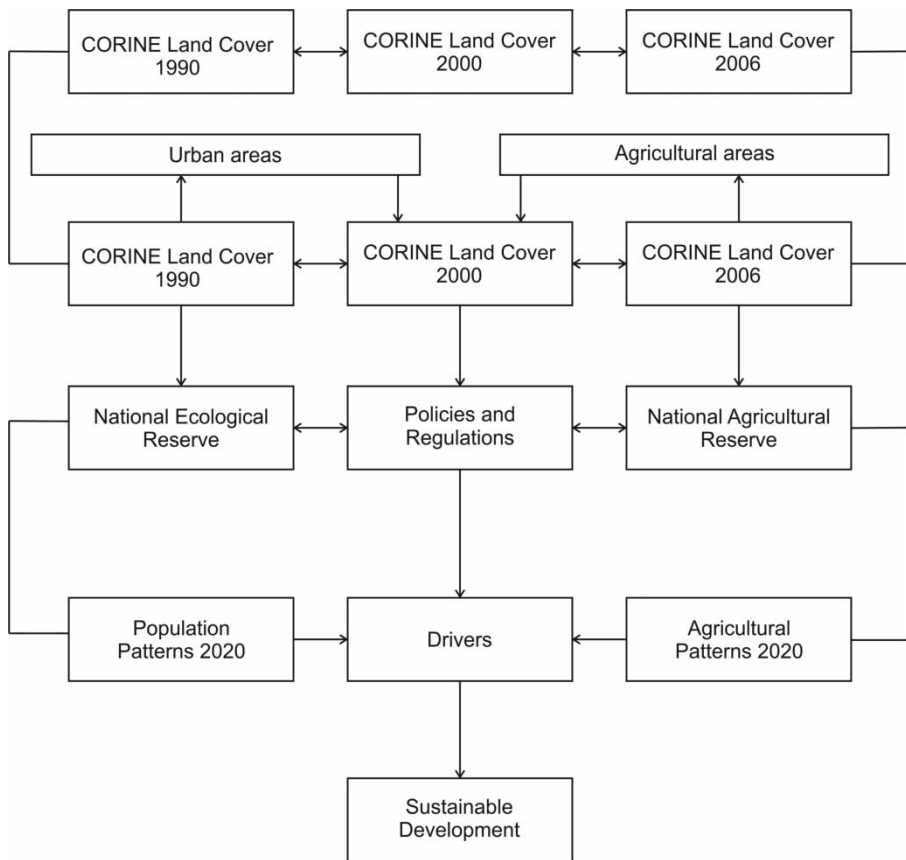 CORINE Land Cover
1990
CORINE Land Cover
2000
CORINE Land Cover
2006
Urban areas
Agricultural areas
CORINE Land Cover
1990
CORINE Land Cover
2000
CORINE Land Cover
2006
National Ecological
Reserve
Policies and
Regulations
National Agricultural
Reserve
Population
Patterns 2020
Drivers
Agricultural
Patterns 2020
Sustainable
Development